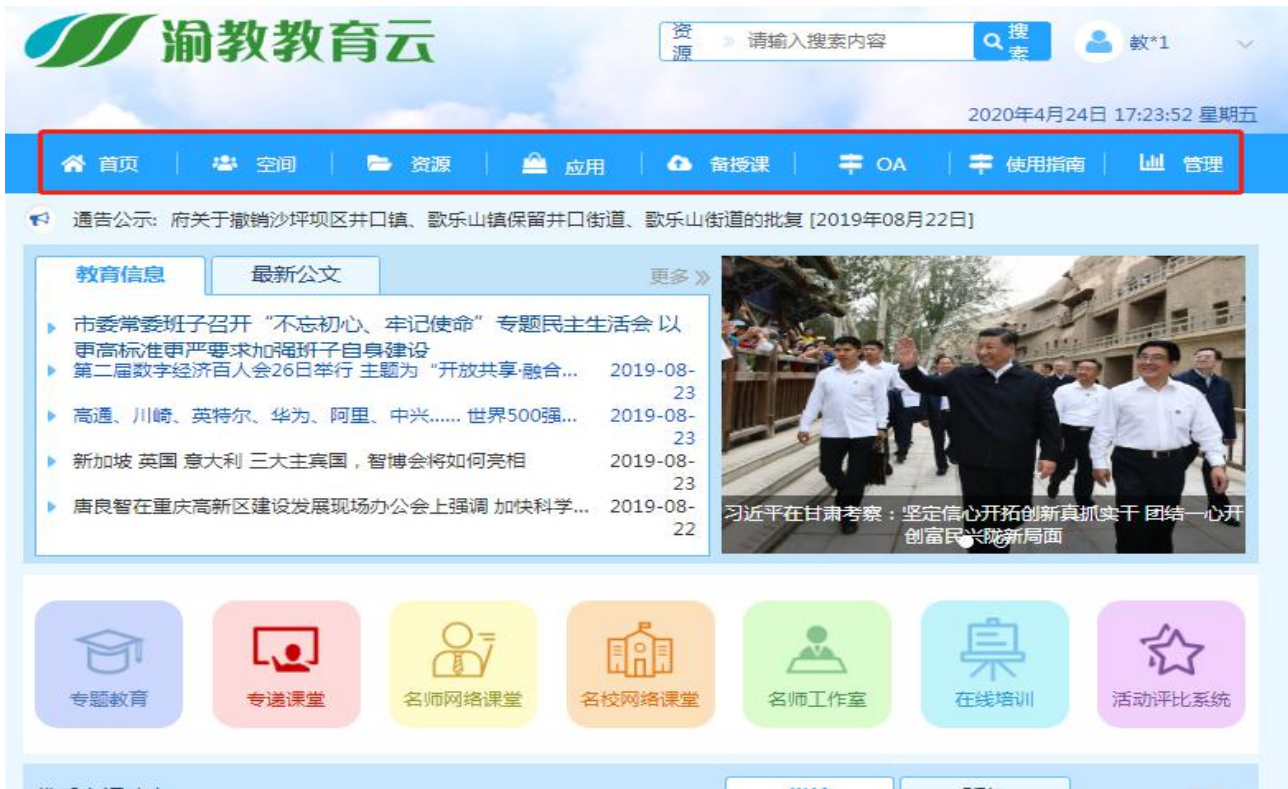 渝教教育云
资源 请输入搜素内容 搜索 教*1
2020年4月24日 17:23:52 星期五
首页 空间 资源 应用 备授课 OA 使用指南 管理
通告公示: 府关于撤销沙坪坝区井口镇、歌乐山镇保留井口街道、歌乐山街道的批复 [2019年08月22日]
教育信息 最新公文 更多
市委常委班子召开“不忘初心、牢记使命”专题民主生活会 以
更高标准更严要求加强班子自身建设
第二届数字经济百人会26日举行 主题为“开放共享·融合... 2019-08-23
高通、川崎、英特尔、华为、阿里、中兴...... 世界500强... 2019-08-23
新加坡 英国 意大利 三大主宾国，智博会将如何亮相 2019-08-23
唐良智在重庆高新区建设发展现场办公会上强调 加快科学... 2019-08-22
习近平在甘肃考察：坚定信心开拓创新真抓实干 团结一心开
创富民兴陇新局面
专题教育 专递课堂 名师网络课堂 名校网络课堂 名师工作室 在线培训 活动评比系统